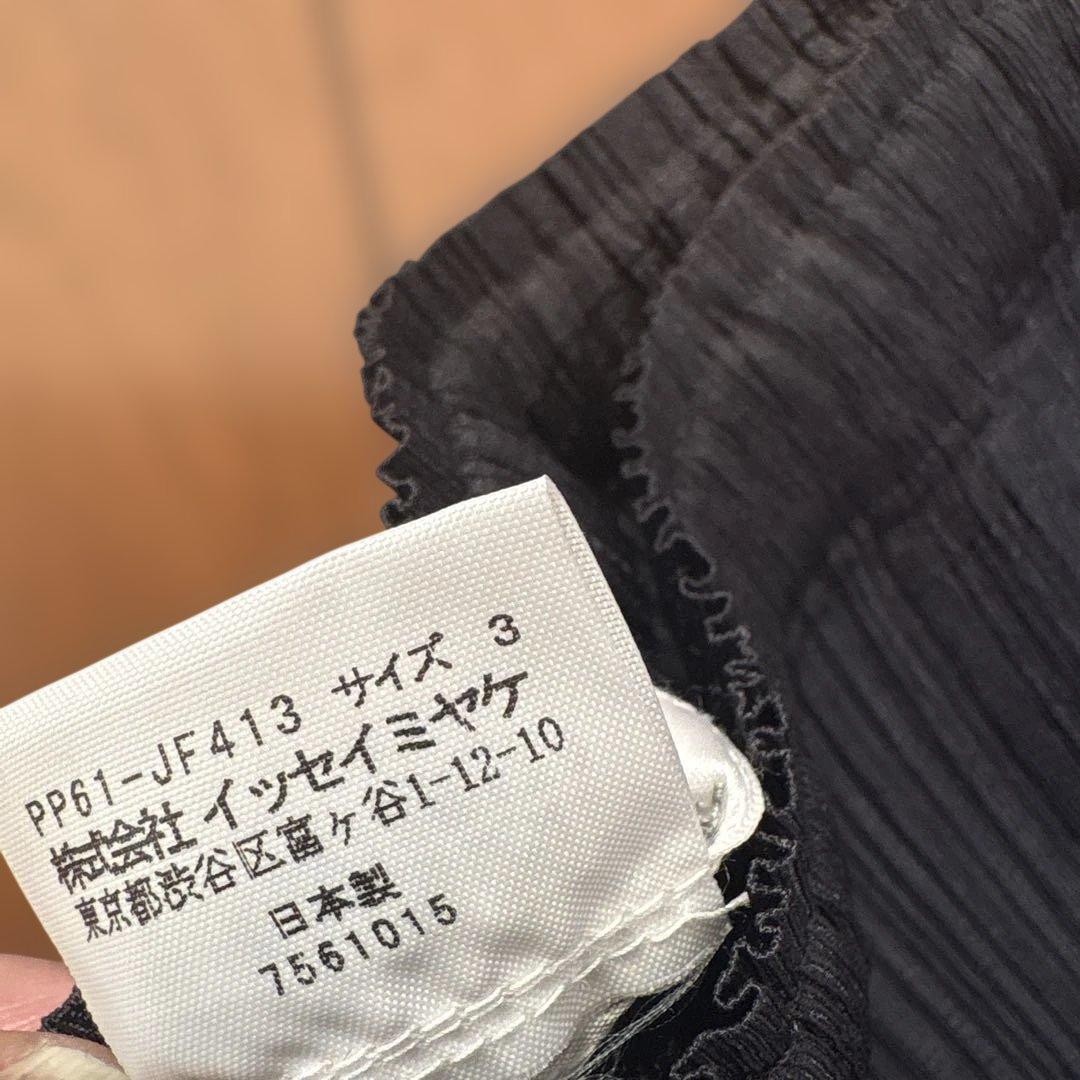 PP61-JF413 サイズ 3
株式会社 イッセイミヤケ
東京都渋谷区富ヶ谷1-12-10
日本製
7561015